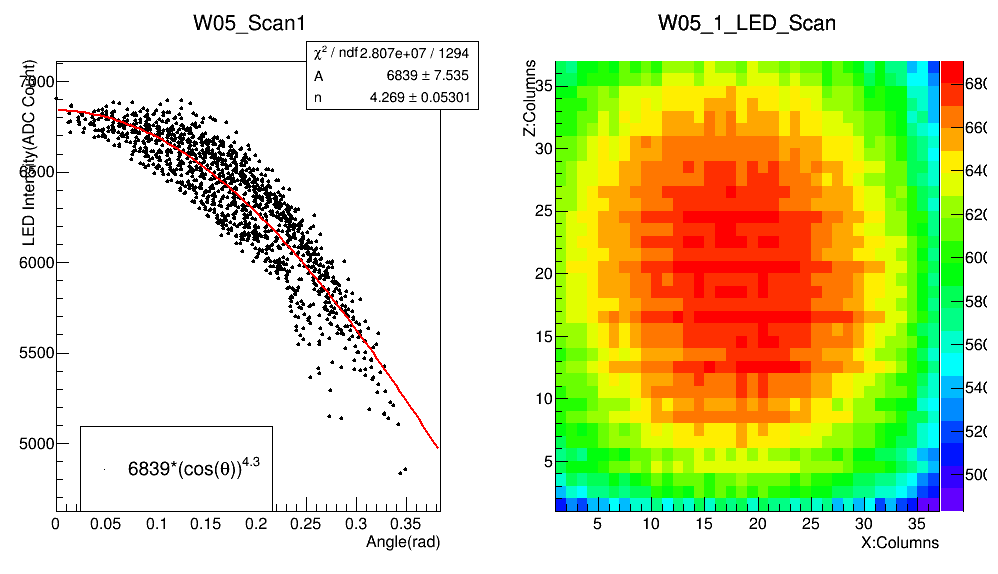 W05_Scan1
χ² / ndf 2.807e+07 / 1294
A 6839 ± 7.535
n 4.269 ± 0.05301
LED Intensity(ADC Count)
7000
6500
6000
5500
5000
6839*(cos(θ))^4.3
0 0.05 0.1 0.15 0.2 0.25 0.3 0.35
Angle(rad)
W05_1_LED_Scan
Z:Columns
35
30
25
20
15
10
5
5 10 15 20 25 30 35
X:Columns
680
660
640
620
600
580
560
540
520
500